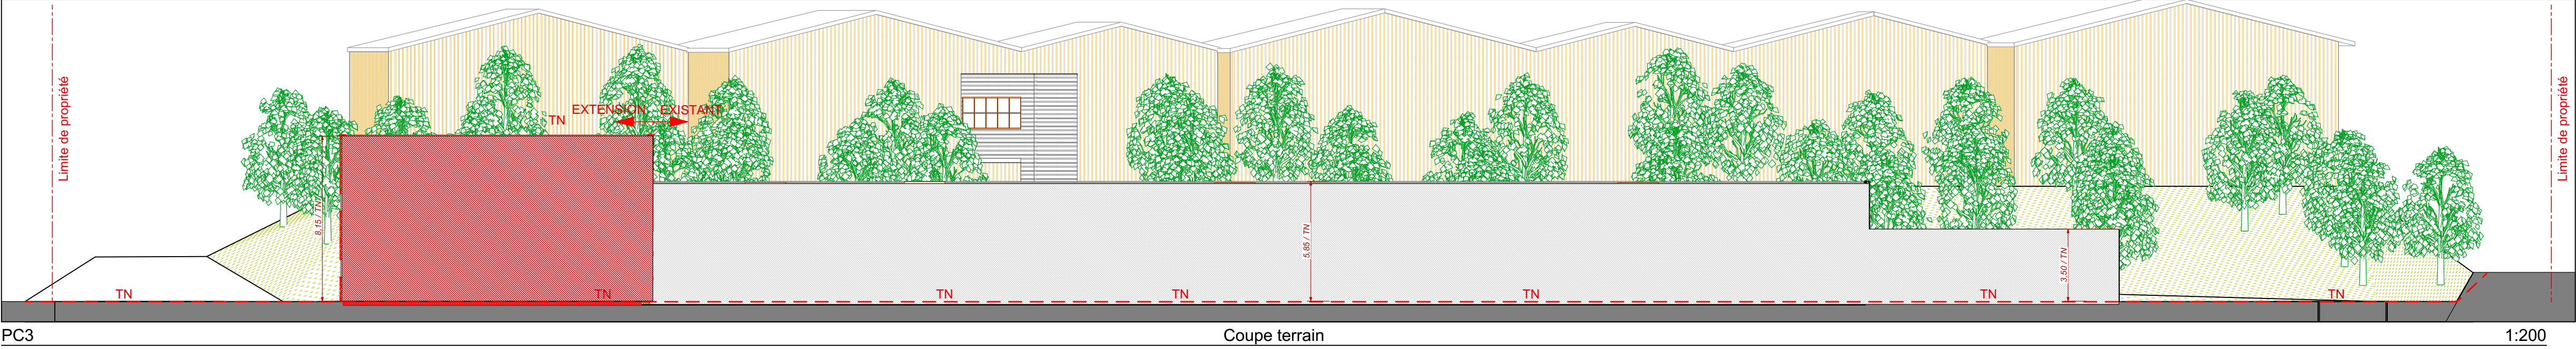 Limite de propriété
Limite de propriété
EXTENSION EXISTANT
TN
8,15 / TN
5,85 / TN
3,50 / TN
TN TN TN TN TN TN TN
PC3 Coupe terrain 1:200